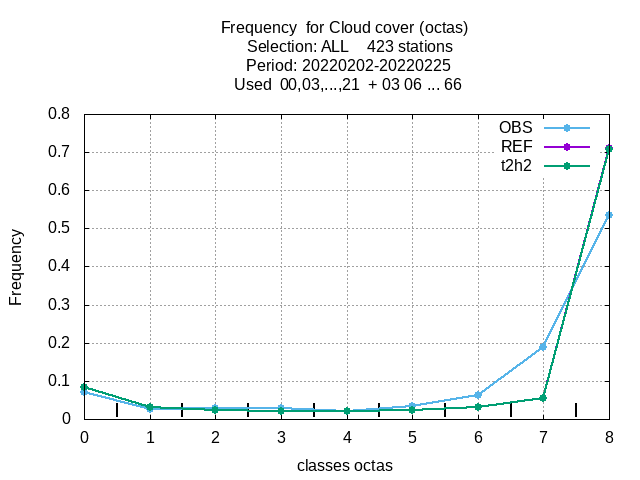 Frequency  for Cloud cover (octas)
Selection: ALL    423 stations
Period: 20220202-20220225
Used  00,03,...,21  + 03 06 ... 66
OBS
REF
t2h2
0.8
0.7
0.6
0.5
0.4
0.3
0.2
0.1
0
Frequency
0 1 2 3 4 5 6 7 8
classes octas